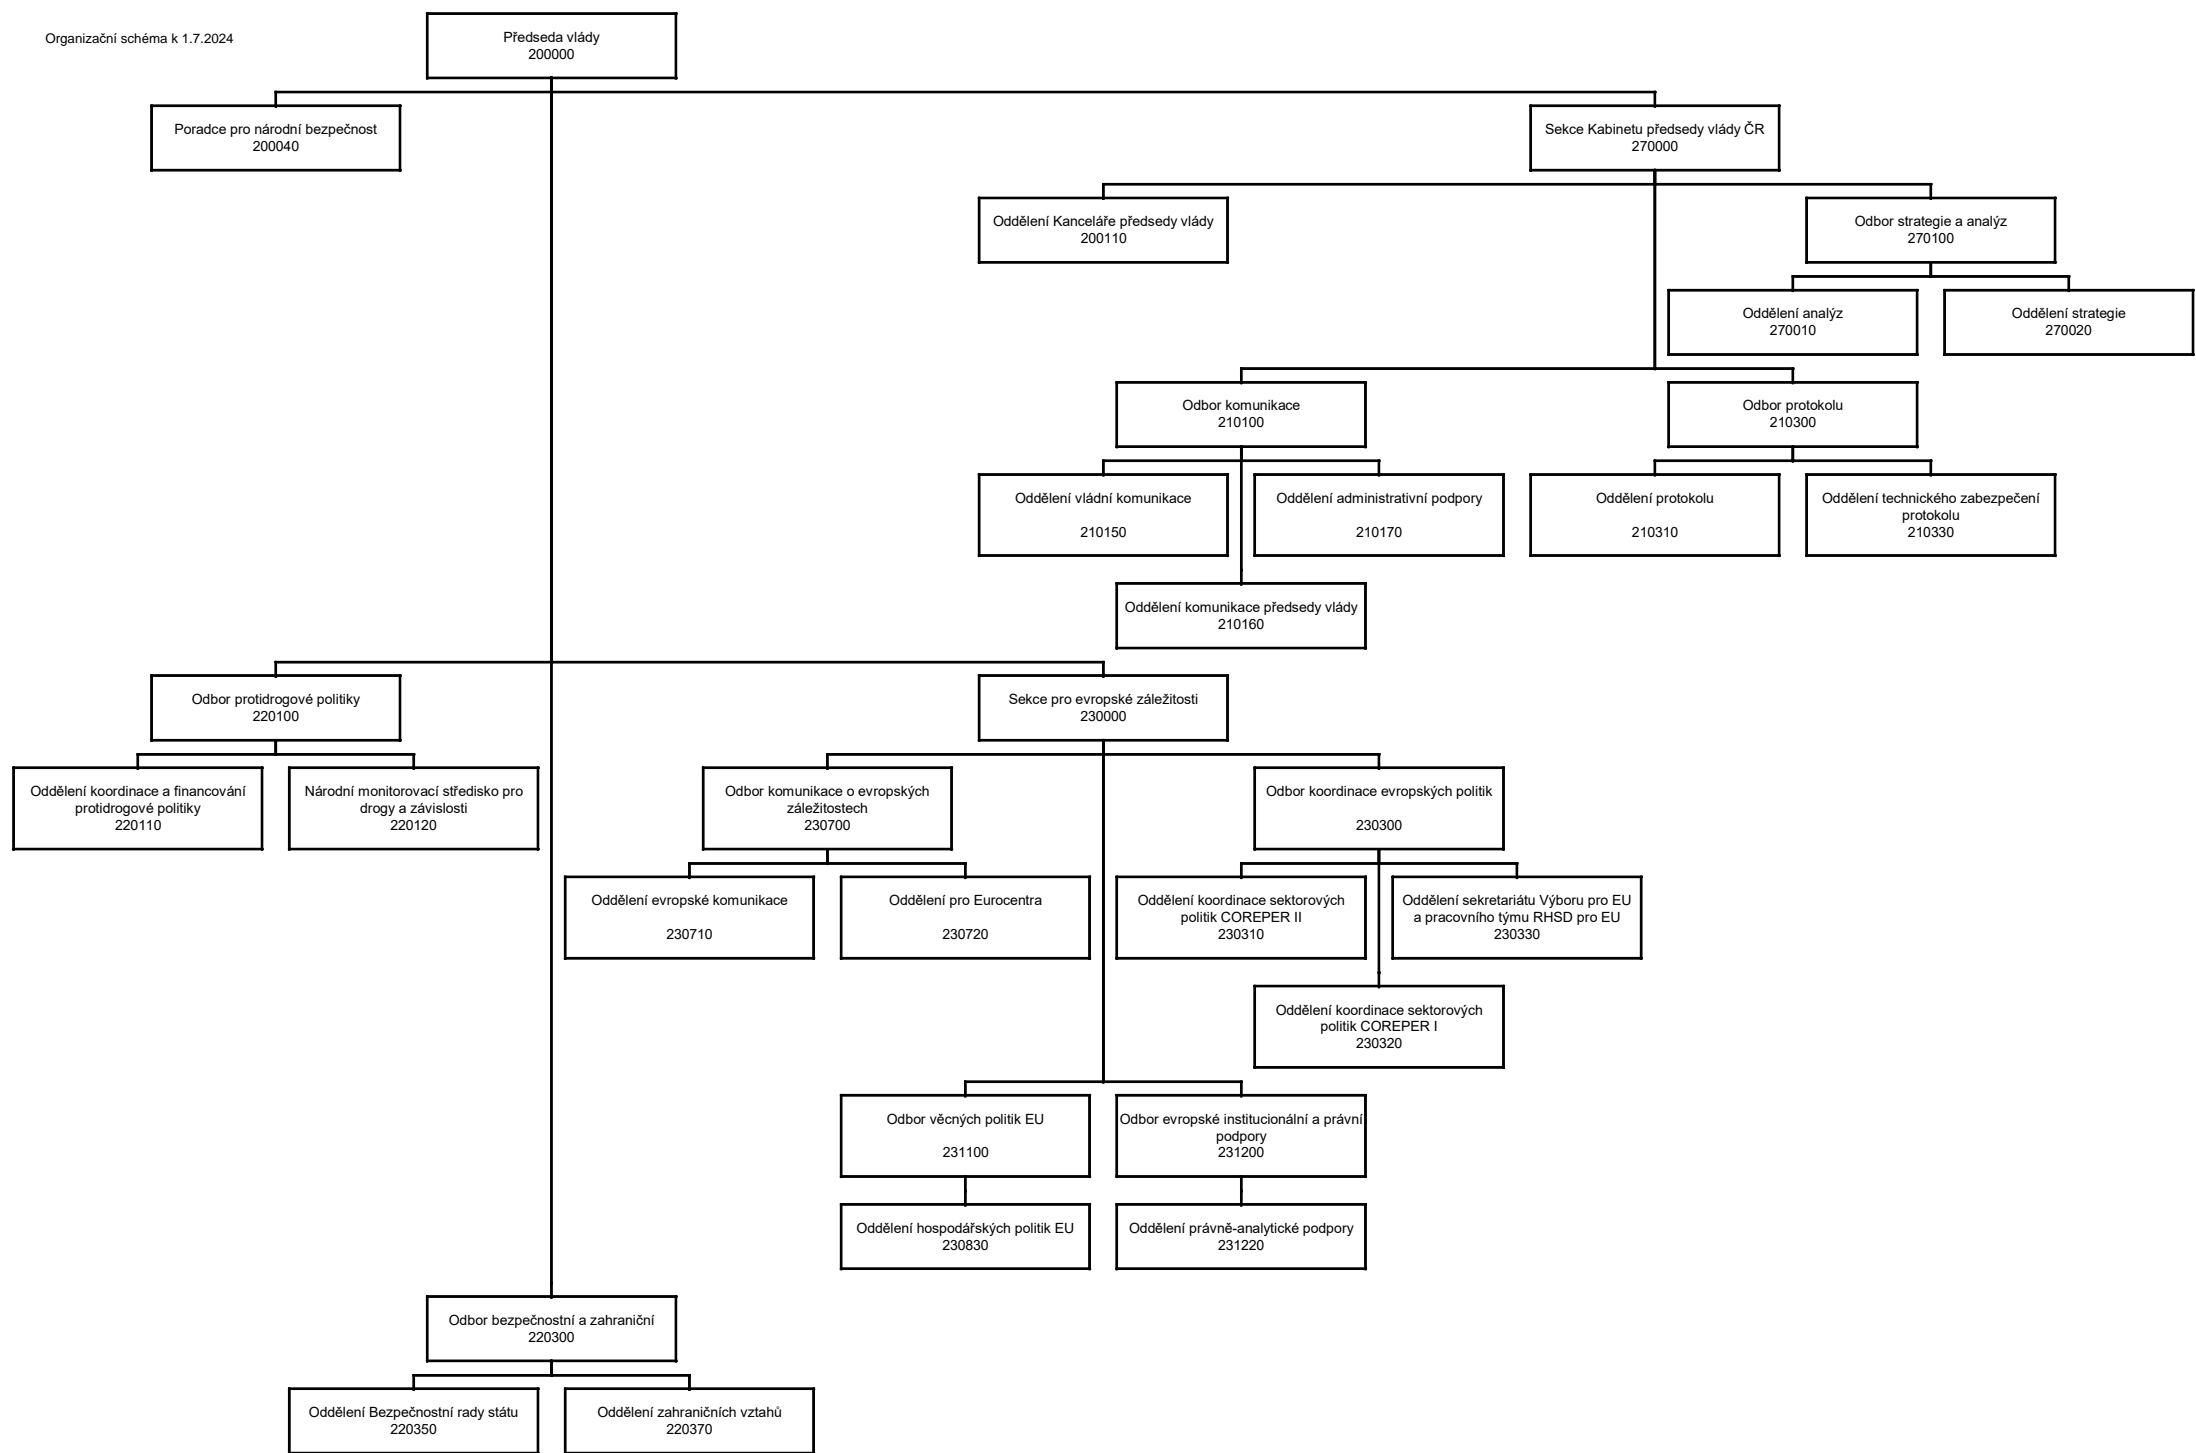 Organizační schéma k 1.7.2024
Předseda vlády
200000
Poradce pro národní bezpečnost
200040
Sekce Kabinetu předsedy vlády ČR
270000
Oddělení Kanceláře předsedy vlády
200110
Odbor strategie a analýz
270100
Oddělení analýz
270010
Oddělení strategie
270020
Odbor komunikace
210100
Odbor protokolu
210300
Oddělení vládní komunikace
210150
Oddělení administrativní podpory
210170
Oddělení protokolu
210310
Oddělení technického zabezpečení
protokolu
210330
Oddělení komunikace předsedy vlády
210160
Odbor protidrogové politiky
220100
Sekce pro evropské záležitosti
230000
Oddělení koordinace a financování
protidrogové politiky
220110
Národní monitorovací středisko pro
drogy a závislosti
220120
Odbor komunikace o evropských
záležitostech
230700
Odbor koordinace evropských politik
230300
Oddělení evropské komunikace
230710
Oddělení pro Eurocentra
230720
Oddělení koordinace sektorových
politik COREPER II
230310
Oddělení sekretariátu Výboru pro EU
a pracovního týmu RHSD pro EU
230330
Oddělení koordinace sektorových
politik COREPER I
230320
Odbor věcných politik EU
231100
Odbor evropské institucionální a právní
podpory
231200
Oddělení hospodářských politik EU
230830
Oddělení právně-analytické podpory
231220
Odbor bezpečnostní a zahraniční
220300
Oddělení Bezpečnostní rady státu
220350
Oddělení zahraničních vztahů
220370